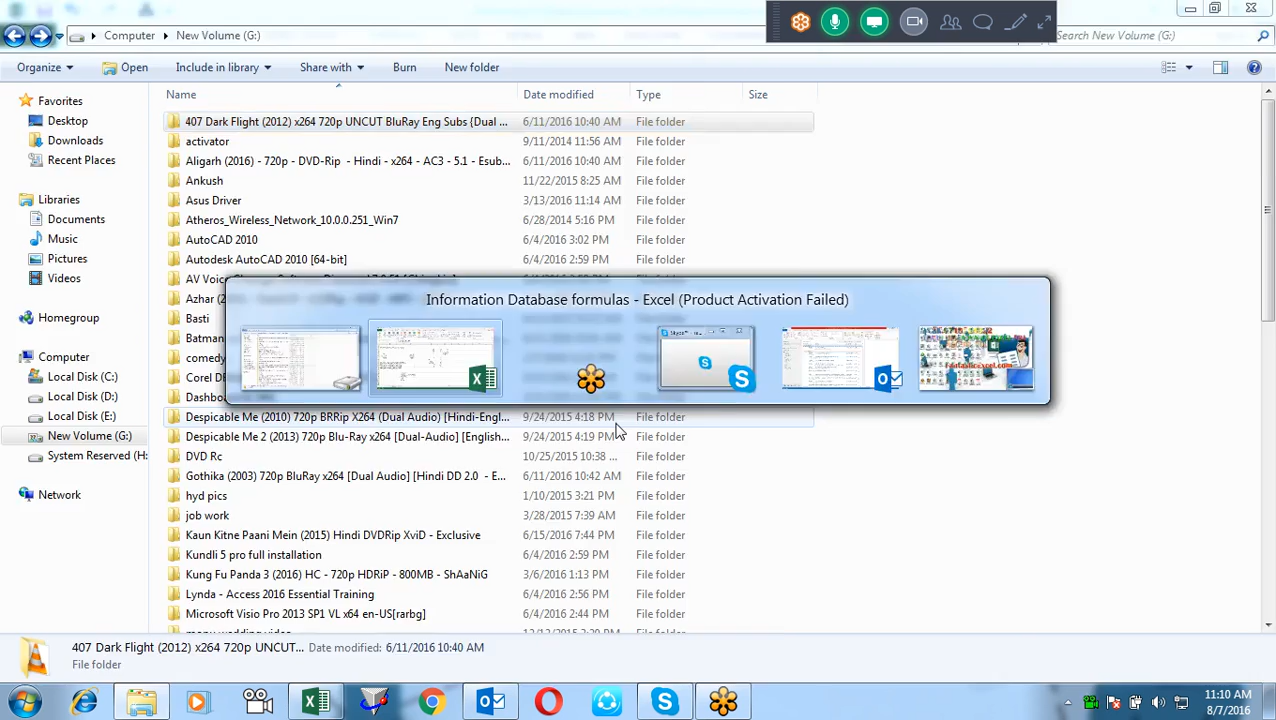 Computer
New Volume (G:)
Search New Volume (G:)
Organize
Open
Include in library
Share with
Burn
New folder
Name
Date modified
Type
Size
Favorites
Desktop
Downloads
Recent Places
Libraries
Documents
Music
Pictures
Videos
Homegroup
Computer
Local Disk (C:)
Local Disk (D:)
Local Disk (E:)
New Volume (G:)
System Reserved (H:
Network
407 Dark Flight (2012) x264 720p UNCUT BluRay Eng Subs {Dual ... 6/11/2016 10:40 AM File folder
activator 9/11/2014 11:56 AM File folder
Aligarh (2016) - 720p - DVD-Rip - Hindi - x264 - AC3 - 5.1 - Esub... 6/11/2016 10:40 AM File folder
Ankush 11/22/2015 8:25 AM File folder
Asus Driver 3/13/2016 11:14 AM File folder
Atheros_Wireless_Network_10.0.0.251_Win7 6/28/2014 5:16 PM File folder
AutoCAD 2010 6/4/2016 3:02 PM File folder
Autodesk AutoCAD 2010 [64-bit] 6/4/2016 2:59 PM File folder
AV Voice
Azhar (2
Basti
Batman
comedy
Corel D
Dashbo
Information Database formulas - Excel (Product Activation Failed)
Despicable Me (2010) 720p BRRip X264 (Dual Audio) [Hindi-Engl... 9/24/2015 4:18 PM File folder
Despicable Me 2 (2013) 720p Blu-Ray x264 [Dual-Audio] [English... 9/24/2015 4:19 PM File folder
DVD Rc 10/25/2015 10:38 ... File folder
Gothika (2003) 720p BluRay x264 [Dual Audio] [Hindi DD 2.0 - E... 6/11/2016 10:42 AM File folder
hyd pics 1/10/2015 3:21 PM File folder
job work 3/28/2015 7:39 AM File folder
Kaun Kitne Paani Mein (2015) Hindi DVDRip XviD - Exclusive 6/15/2016 7:44 PM File folder
Kundli 5 pro full installation 6/4/2016 2:59 PM File folder
Kung Fu Panda 3 (2016) HC - 720p HDRiP - 800MB - ShAaNiG 3/6/2016 1:13 PM File folder
Lynda - Access 2016 Essential Training 6/4/2016 2:56 PM File folder
Microsoft Visio Pro 2013 SP1 VL x64 en-US[rarbg] 6/4/2016 2:44 PM File folder
407 Dark Flight (2012) x264 720p UNCUT... Date modified: 6/11/2016 10:40 AM
File folder
11:10 AM
8/7/2016